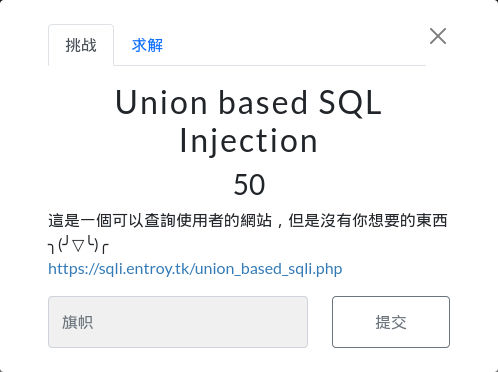 挑战 求解
Union based SQL
Injection
50
這是一個可以查詢使用者的網站，但是沒有你想要的東西
╮(╯▽╰)╭
https://sqli.entroy.tk/union_based_sqli.php
旗帜 提交